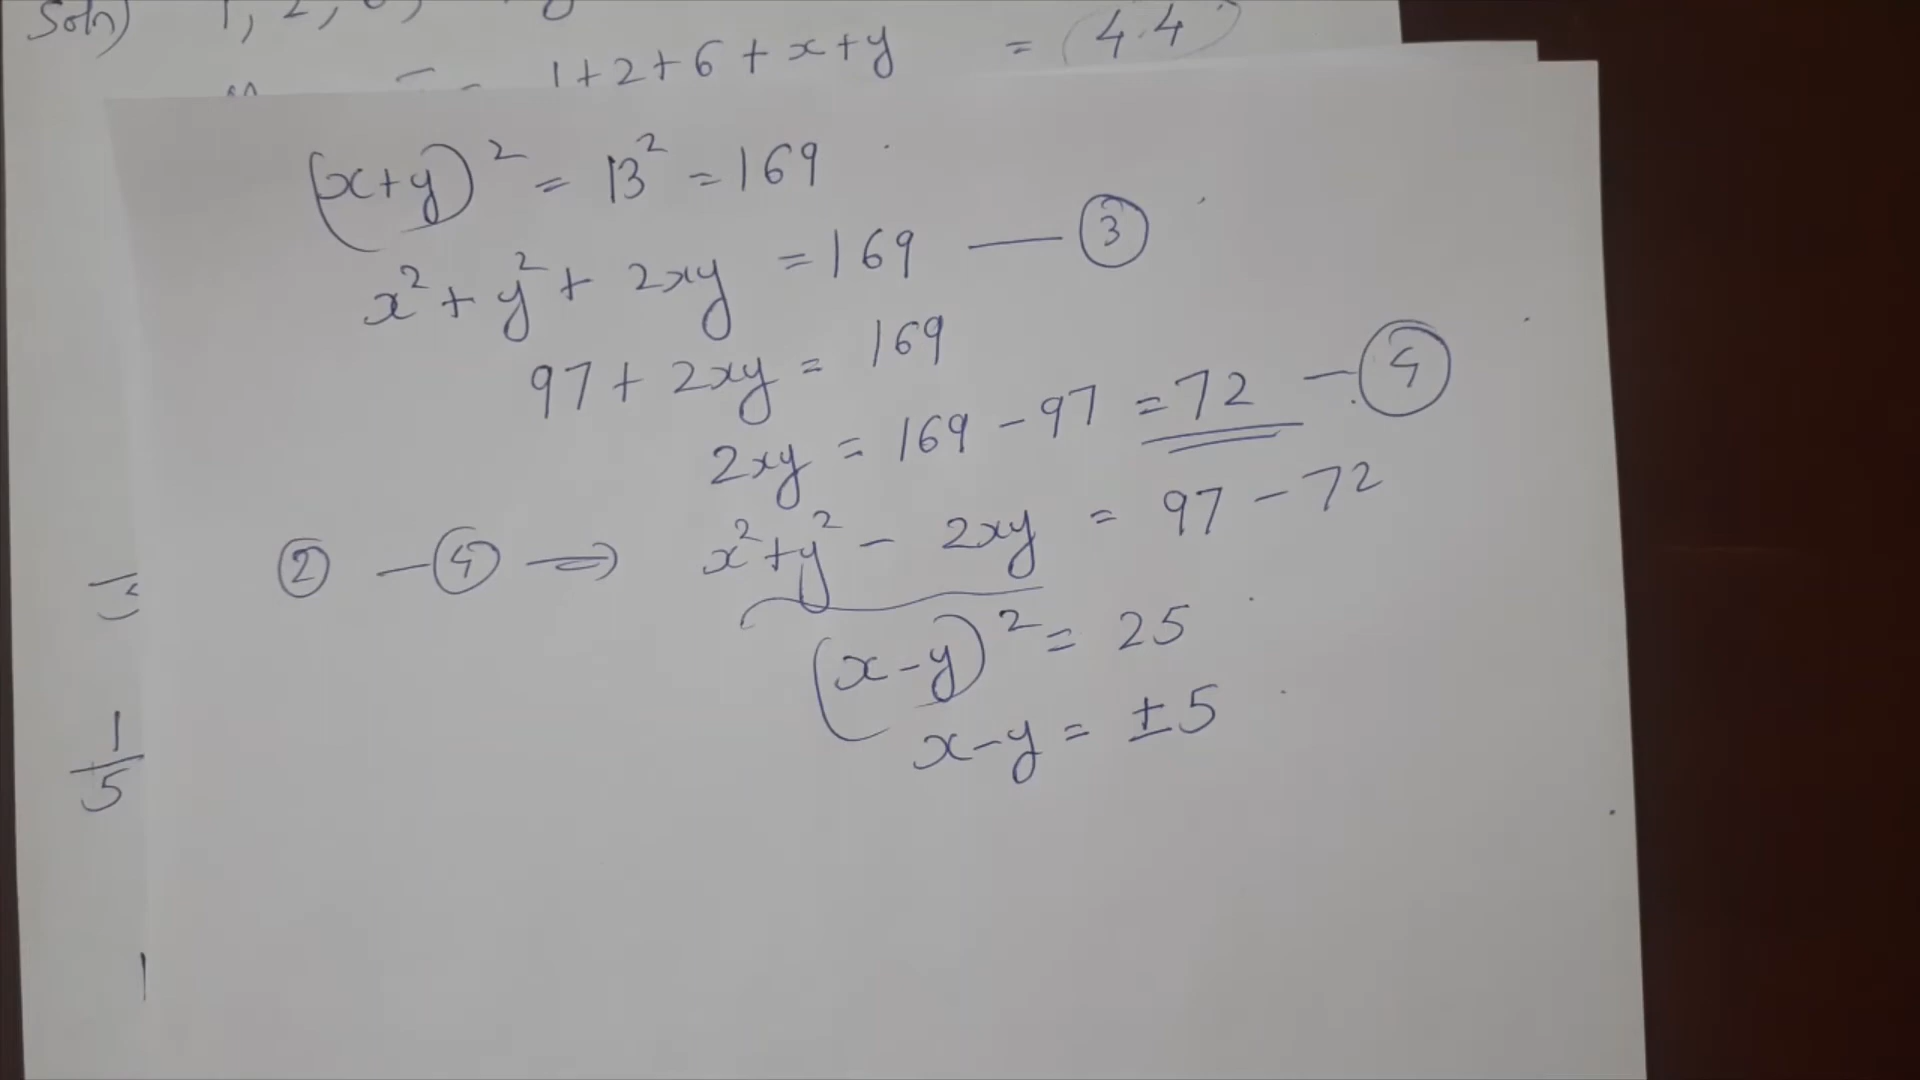 Soln) 1, 2,
1+2+6+x+y = 4.4
(x+y)² = 13² = 169
x² + y² + 2xy = 169 — ③
97 + 2xy = 169
2xy = 169 - 97 = 72 — ④
② - ④ ⇒ x²+y² - 2xy = 97 - 72
(x-y)² = 25
x-y = ±5
1/5